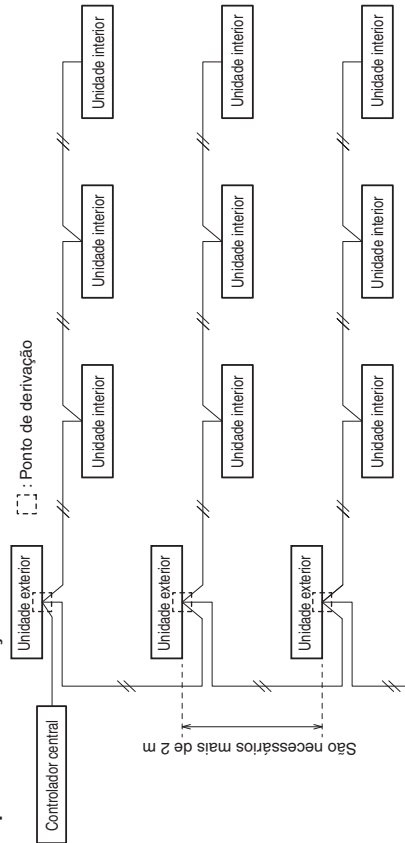 : Ponto de derivação
Controlador central
Unidade exterior
Unidade interior
Unidade interior
Unidade interior
Unidade exterior
Unidade interior
Unidade interior
Unidade interior
São necessários mais de 2 m
Unidade exterior
Unidade interior
Unidade interior
Unidade interior